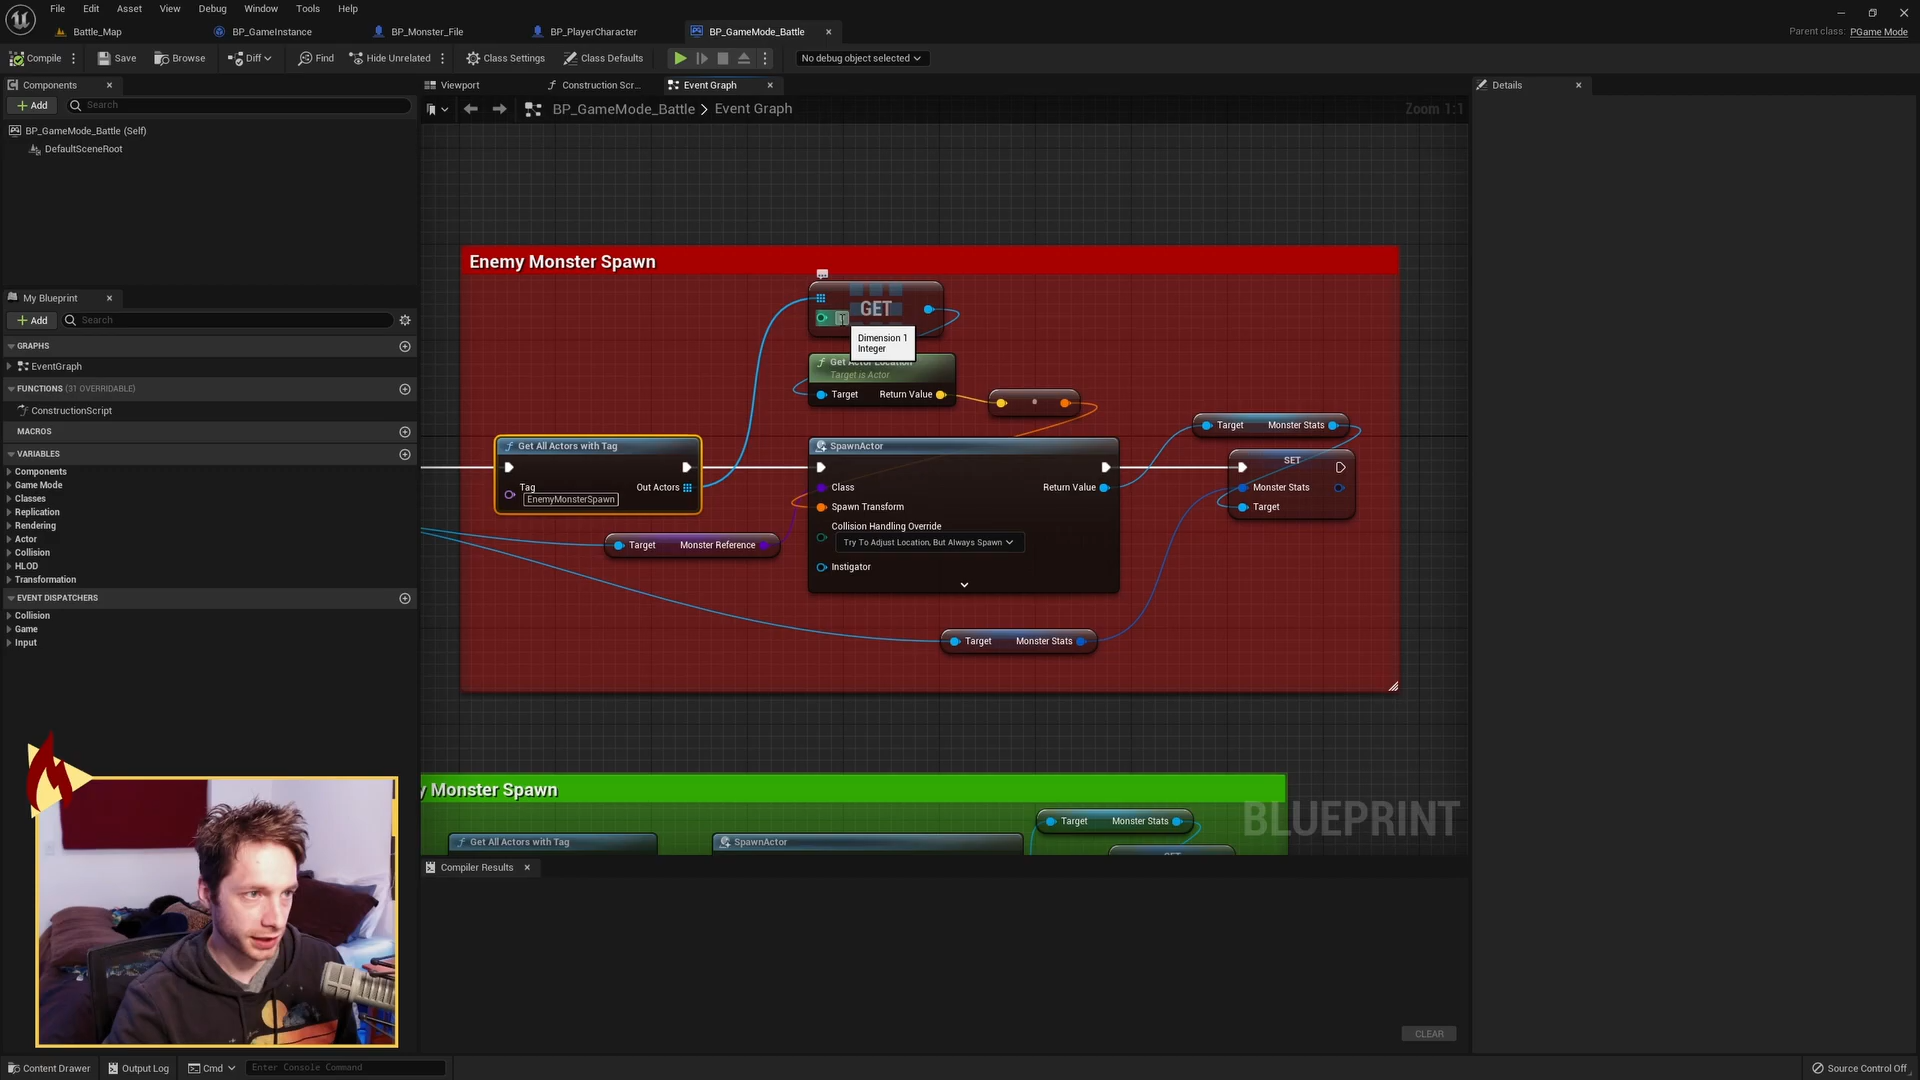 File Edit Asset View Debug Window Tools Help
Battle_Map
BP_GameInstance
BP_Monster_File
BP_PlayerCharacter
BP_GameMode_Battle
Parent class: PGame Mode
Compile
Save
Browse
Diff
Find
Hide Unrelated
Class Settings
Class Defaults
No debug object selected
Components
Viewport
Construction Scr...
Event Graph
Details
Add
Search
BP_GameMode_Battle > Event Graph
Zoom 1:1
BP_GameMode_Battle (Self)
DefaultSceneRoot
My Blueprint
Add
Search
GRAPHS
EventGraph
FUNCTIONS (31 OVERRIDABLE)
ConstructionScript
MACROS
VARIABLES
Components
Game Mode
Classes
Replication
Rendering
Actor
Collision
HLOD
Transformation
EVENT DISPATCHERS
Collision
Game
Input
Enemy Monster Spawn
GET
Dimension 1
Integer
Get Actor Location
Target is Actor
Target Return Value
Get All Actors with Tag
Tag
EnemyMonsterSpawn
Out Actors
Target Monster Reference
SpawnActor
Class
Return Value
Spawn Transform
Collision Handling Override
Try To Adjust Location, But Always Spawn
Instigator
Target Monster Stats
SET
Monster Stats
Target
Target Monster Stats
y Monster Spawn
Get All Actors with Tag
SpawnActor
Target Monster Stats
BLUEPRINT
Compiler Results
CLEAR
Content Drawer
Output Log
Cmd
Enter Console Command
Source Control Off